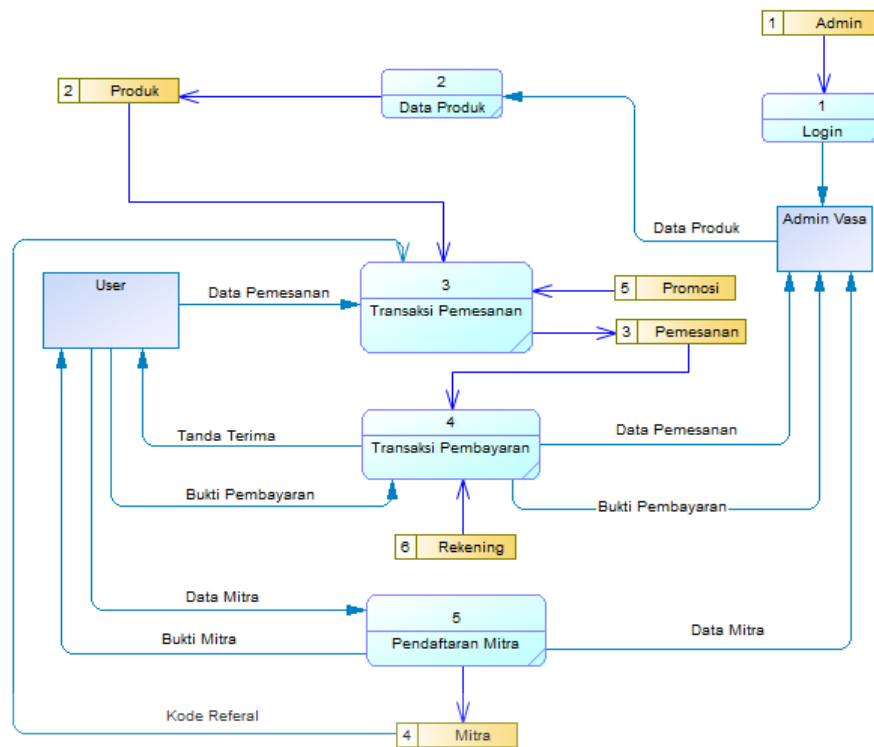 1 Admin
2 Produk
2
Data Produk
1
Login
Data Produk
Admin Vasa
User
Data Pemesanan
3
Transaksi Pemesanan
5 Promosi
3 Pemesanan
4
Transaksi Pembayaran
Tanda Terima
Data Pemesanan
Bukti Pembayaran
Bukti Pembayaran
6 Rekening
Data Mitra
5
Pendaftaran Mitra
Bukti Mitra
Data Mitra
Kode Referal
4 Mitra